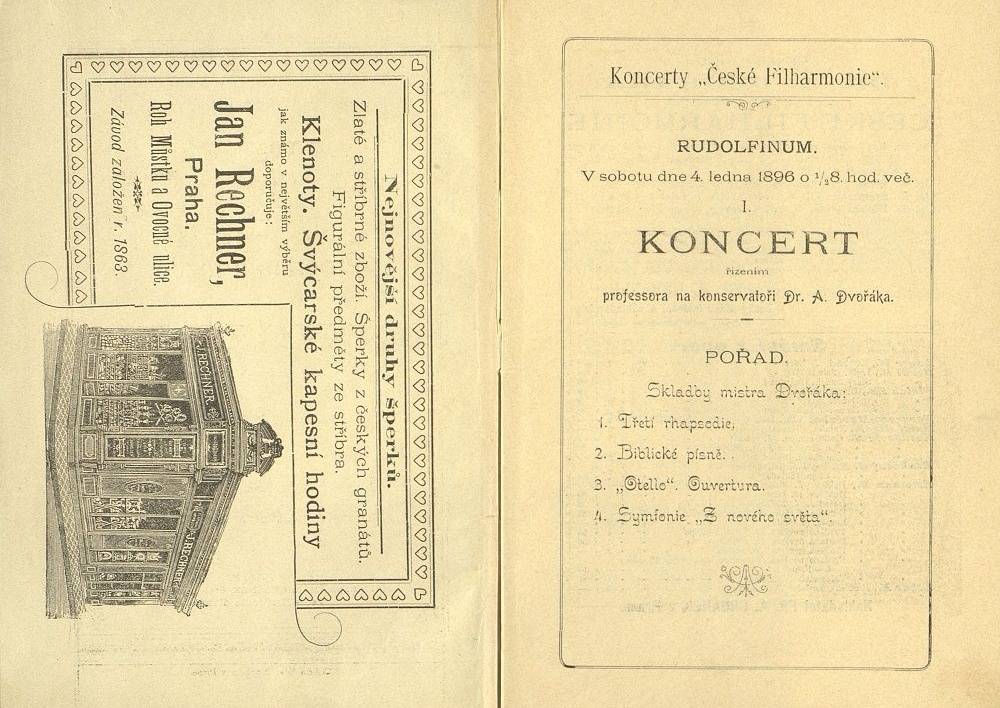 Nejnovější druhy šperků.
Zlaté a stříbrné zboží. Šperky z českých granátů.
Figurální předměty ze stříbra.
Klenoty. Švýcarské kapesní hodiny
jak známo v největším výběru
doporučuje:
Jan Rechner,
Praha.
Roh Můstku a Ovocné ulice.
Závod založen r. 1863.
J. RECHNER
J. RECHNER
Koncerty „České Filharmonie“.
RUDOLFINUM.
V sobotu dne 4. ledna 1896 o ½8. hod. več.
I.
KONCERT
řízením
professora na konservatoři Dr. A. Dvořáka.
POŘAD.
Skladby mistra Dvořáka:
1. Třetí rhapsodie,
2. Biblické písně.
3. „Otello“. Ouvertura.
4. Symfonie „Z nového světa“.